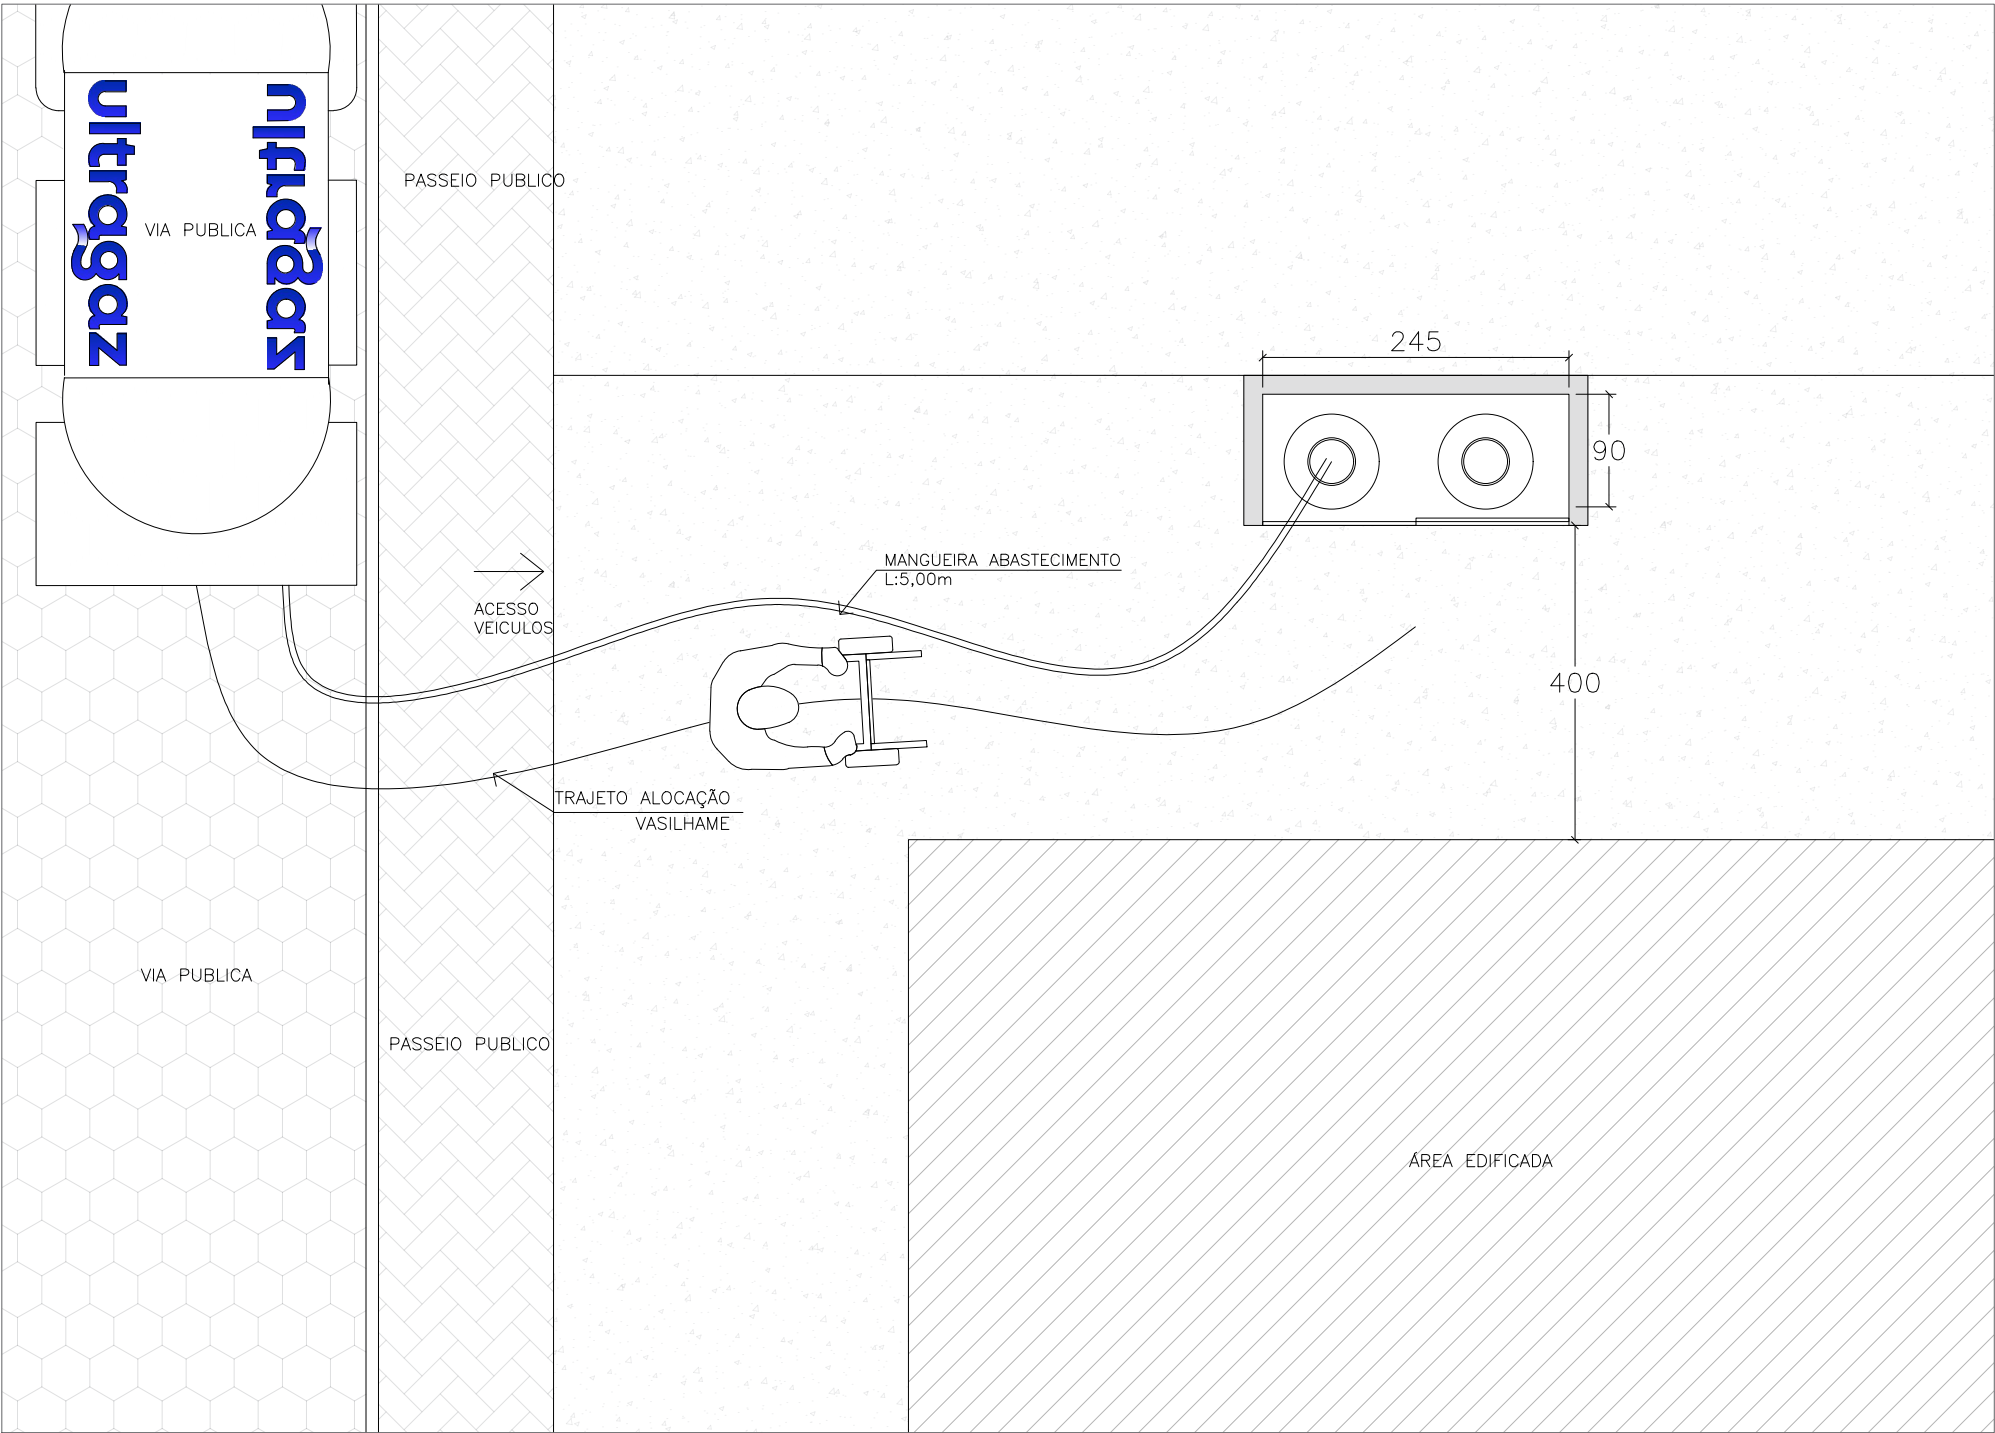 ultragaz
ultragaz
VIA PUBLICA
PASSEIO PUBLICO
245
90
MANGUEIRA ABASTECIMENTO
L:5,00m
ACESSO
VEICULOS
400
TRAJETO ALOCAÇÃO
VASILHAME
VIA PUBLICA
PASSEIO PUBLICO
ÁREA EDIFICADA